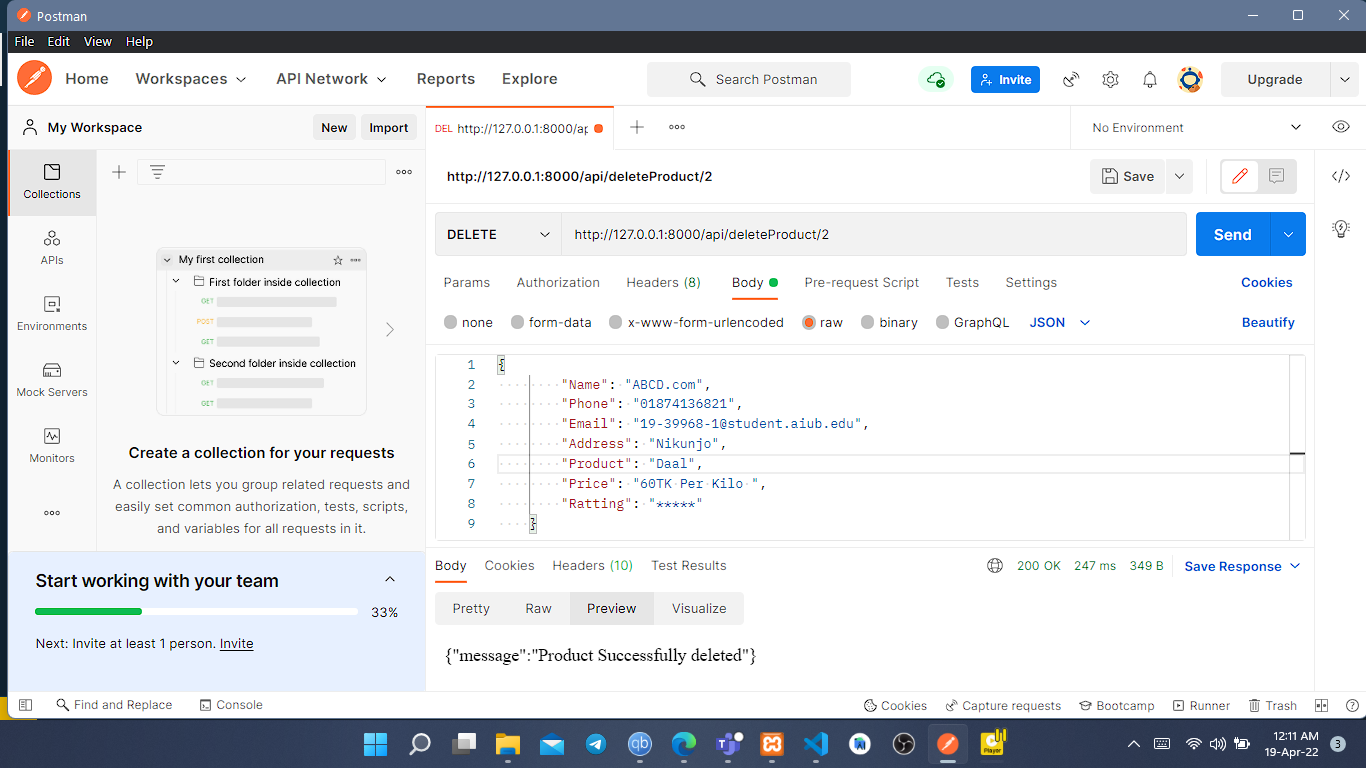 Postman
File Edit View Help
Home Workspaces API Network Reports Explore Search Postman Invite Upgrade
My Workspace New Import DEL http://127.0.0.1:8000/ap No Environment
Collections
APIs
Environments
Mock Servers
Monitors
My first collection
First folder inside collection
GET
POST
GET
Second folder inside collection
GET
GET
Create a collection for your requests
A collection lets you group related requests and
easily set common authorization, tests, scripts,
and variables for all requests in it.
Start working with your team
33%
Next: Invite at least 1 person. Invite
http://127.0.0.1:8000/api/deleteProduct/2 Save
DELETE http://127.0.0.1:8000/api/deleteProduct/2 Send
Params Authorization Headers (8) Body Pre-request Script Tests Settings Cookies
none form-data x-www-form-urlencoded raw binary GraphQL JSON Beautify
1 {
2 "Name": "ABCD.com",
3 "Phone": "01874136821",
4 "Email": "19-39968-1@student.aiub.edu",
5 "Address": "Nikunjo",
6 "Product": "Daal",
7 "Price": "60TK Per Kilo ",
8 "Ratting": "*****"
9 }
Body Cookies Headers (10) Test Results 200 OK 247 ms 349 B Save Response
Pretty Raw Preview Visualize
{"message":"Product Successfully deleted"}
Find and Replace Console Cookies Capture requests Bootcamp Runner Trash
qb Player 12:11 AM
19-Apr-22 3